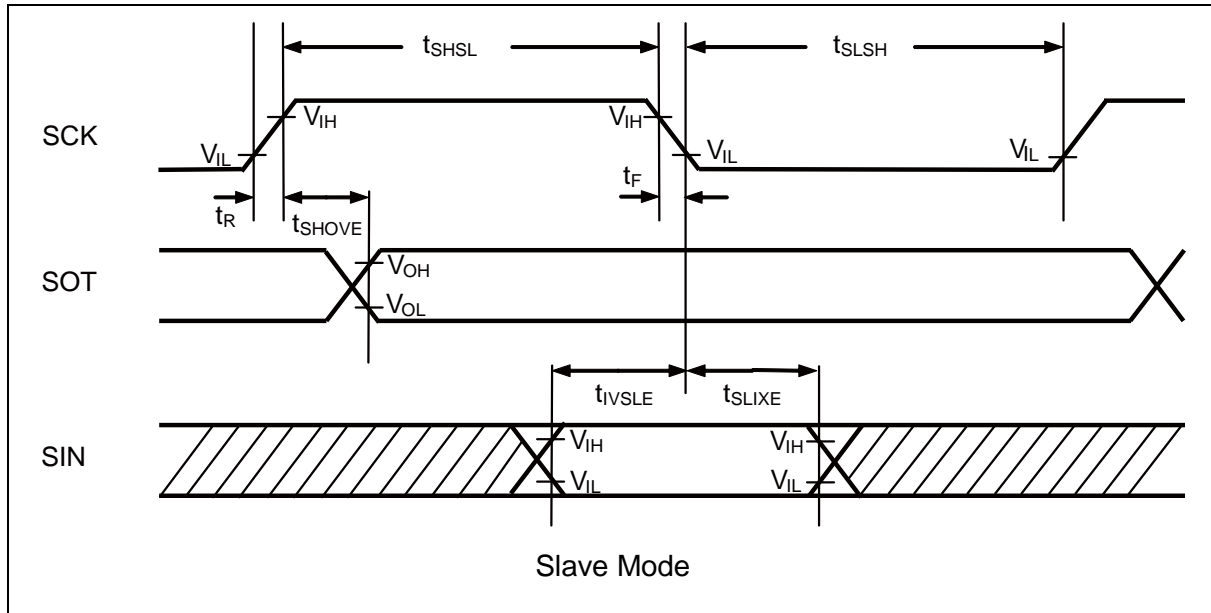 tSHSL
tSLSH
SCK
VIH
VIH
VIL
VIL
VIL
tF
tR
tSHOVE
SOT
VOH
VOL
tIVSLE
tSLIXE
SIN
VIH
VIH
VIL
VIL
Slave Mode